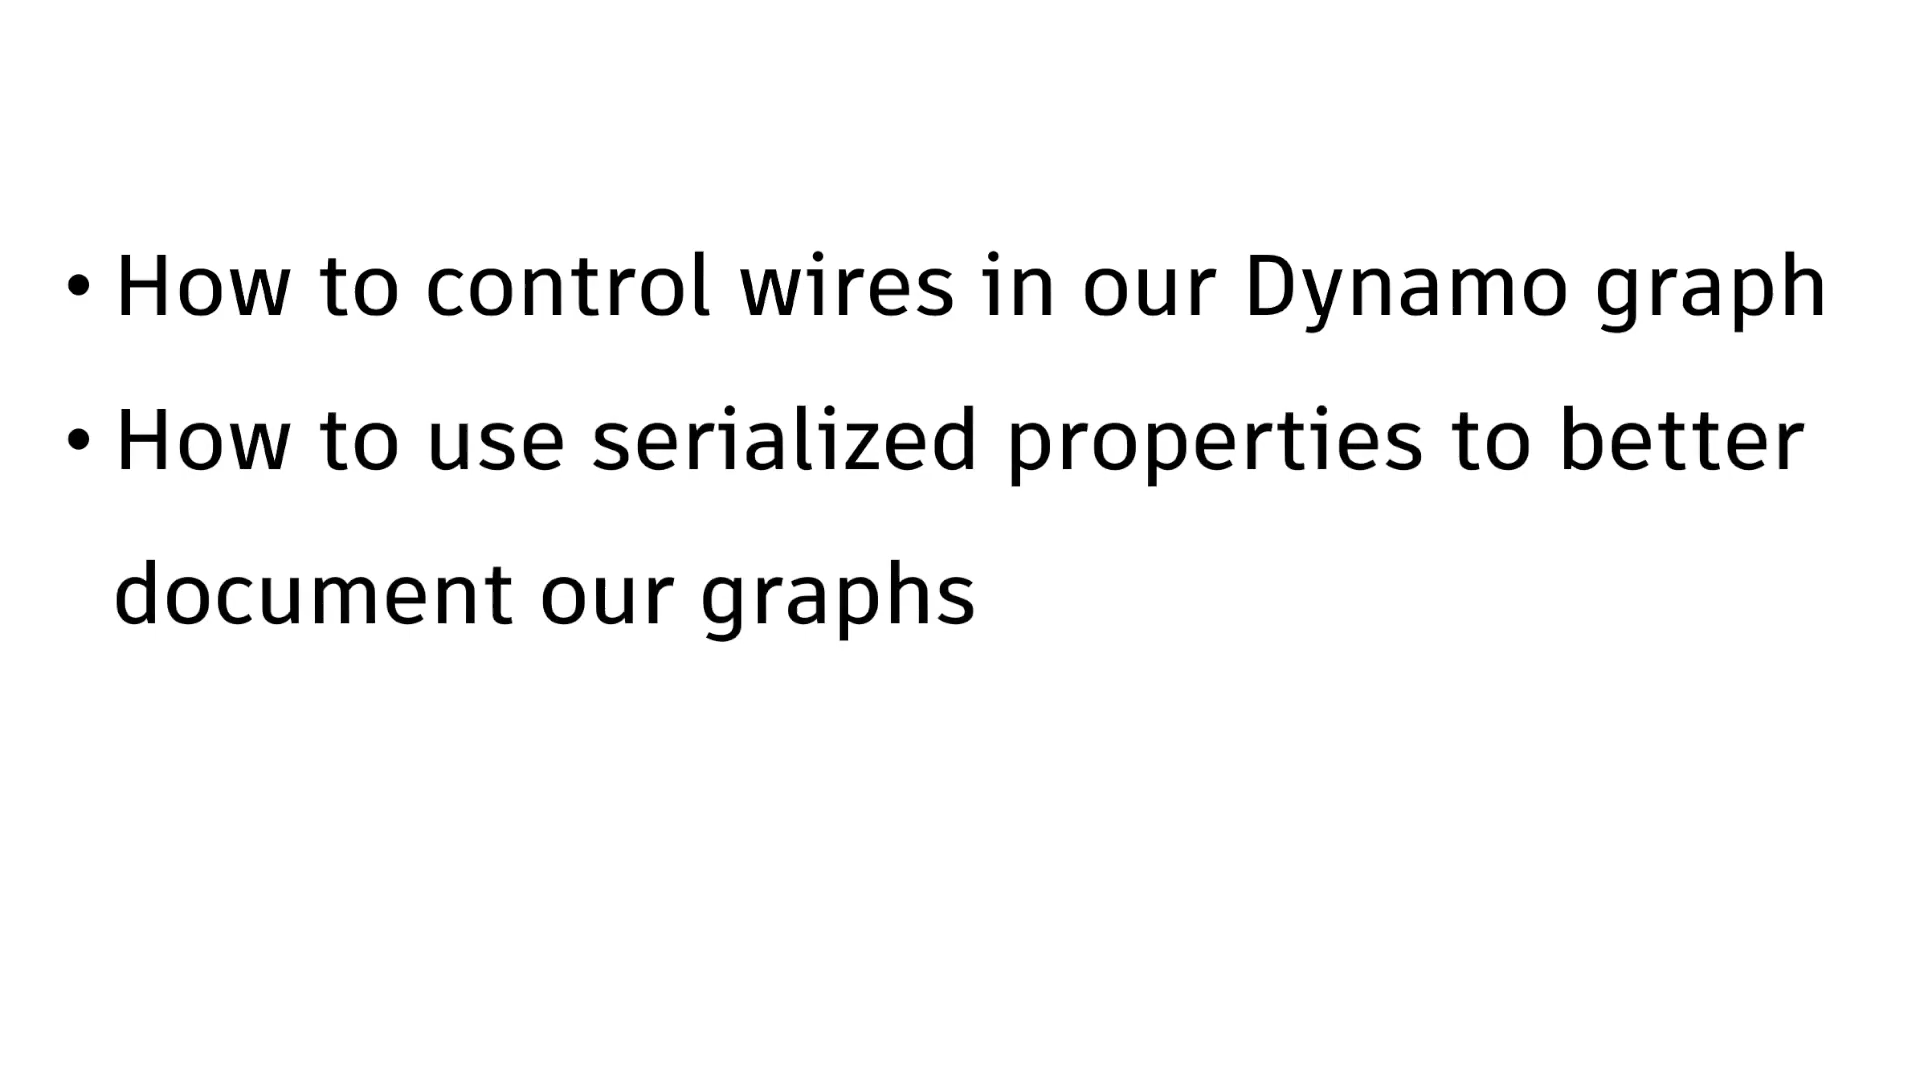 • How to control wires in our Dynamo graph
• How to use serialized properties to better
document our graphs